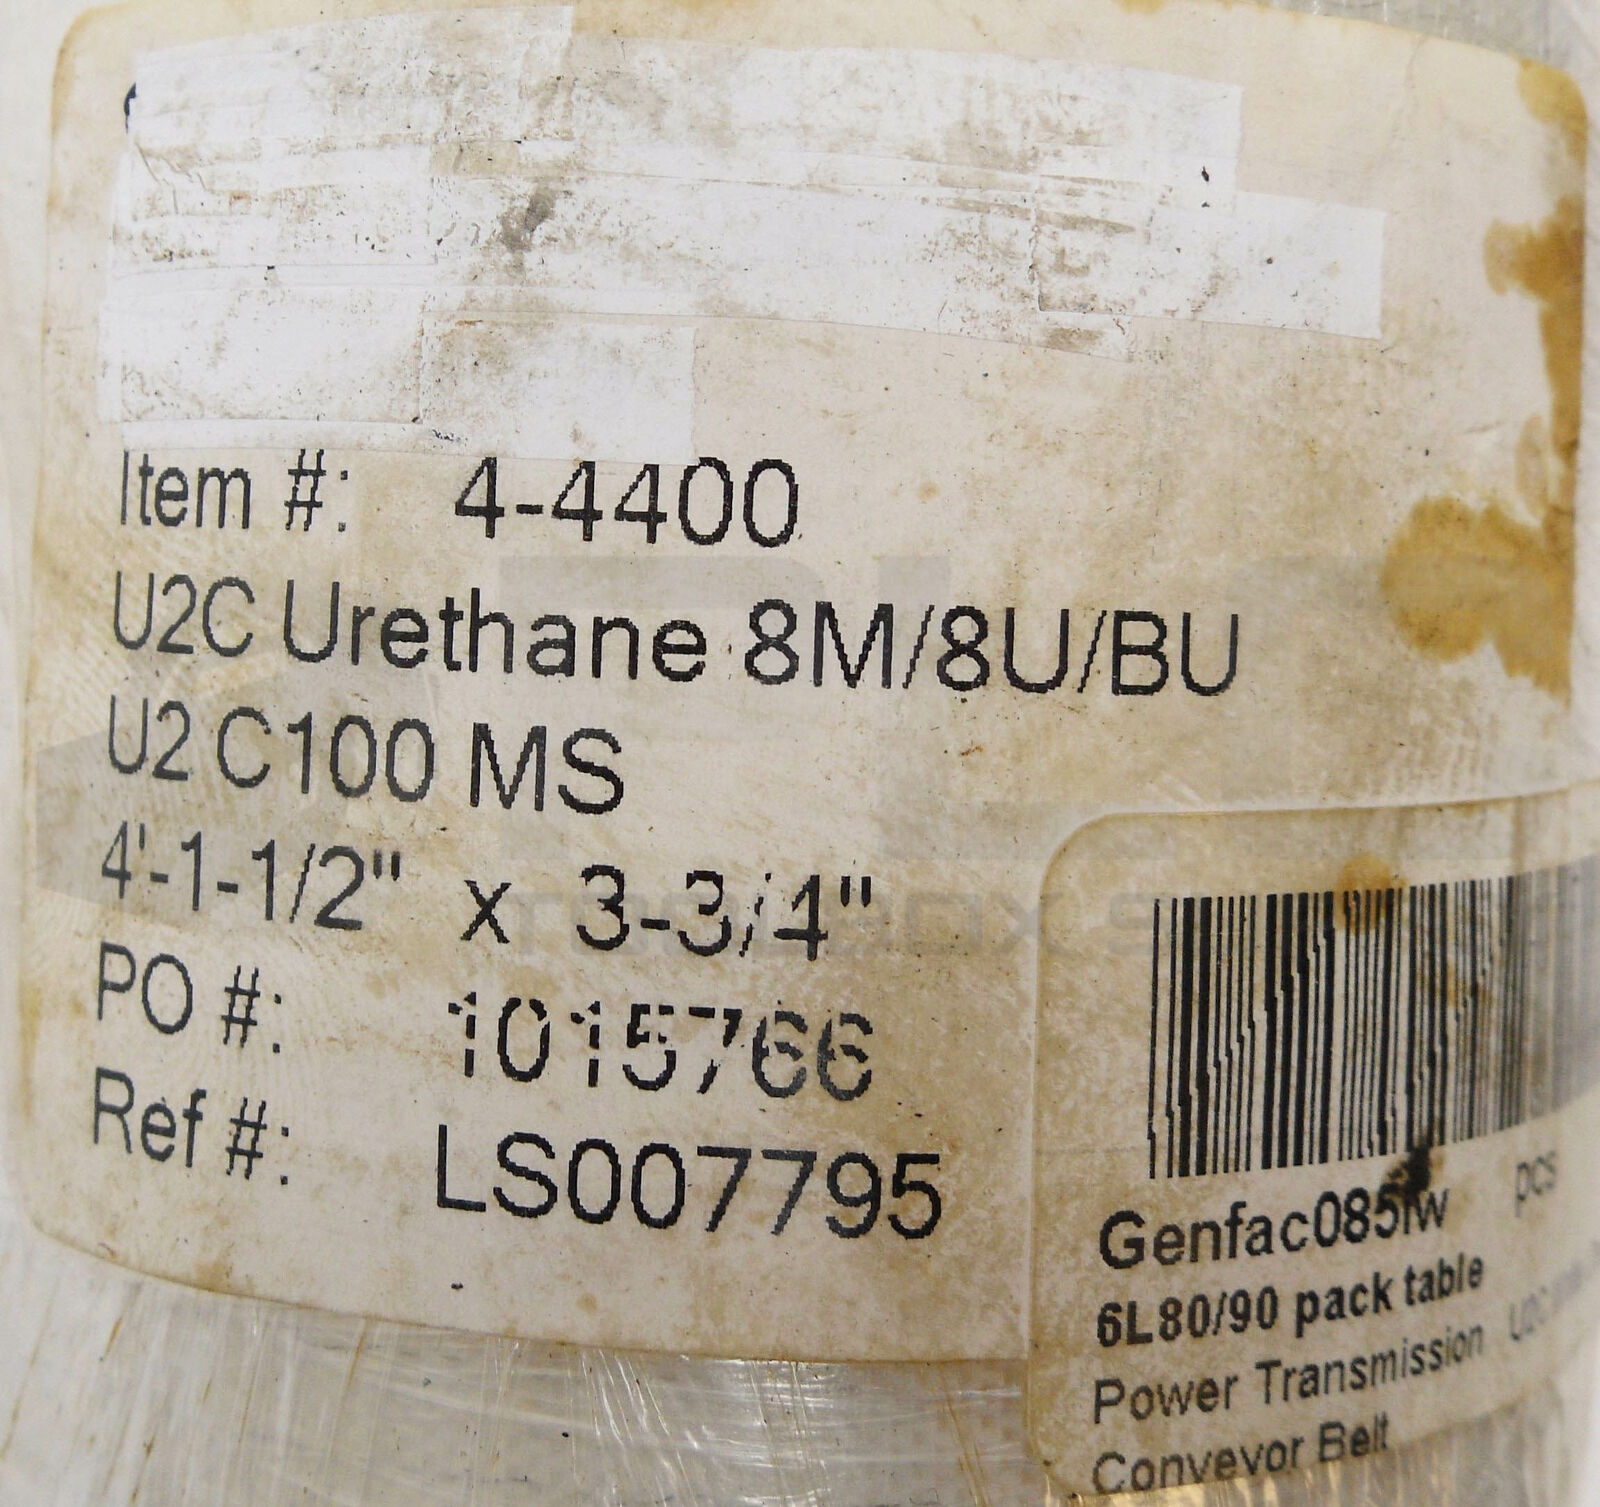 Item #: 4-4400
U2C Urethane 8M/8U/BU
U2 C100 MS
4'-1-1/2" x 3-3/4"
PO #: 1015766
Ref #: LS007795
pcs
6L80/90 pack table
Power Transmission
Conveyor Belt